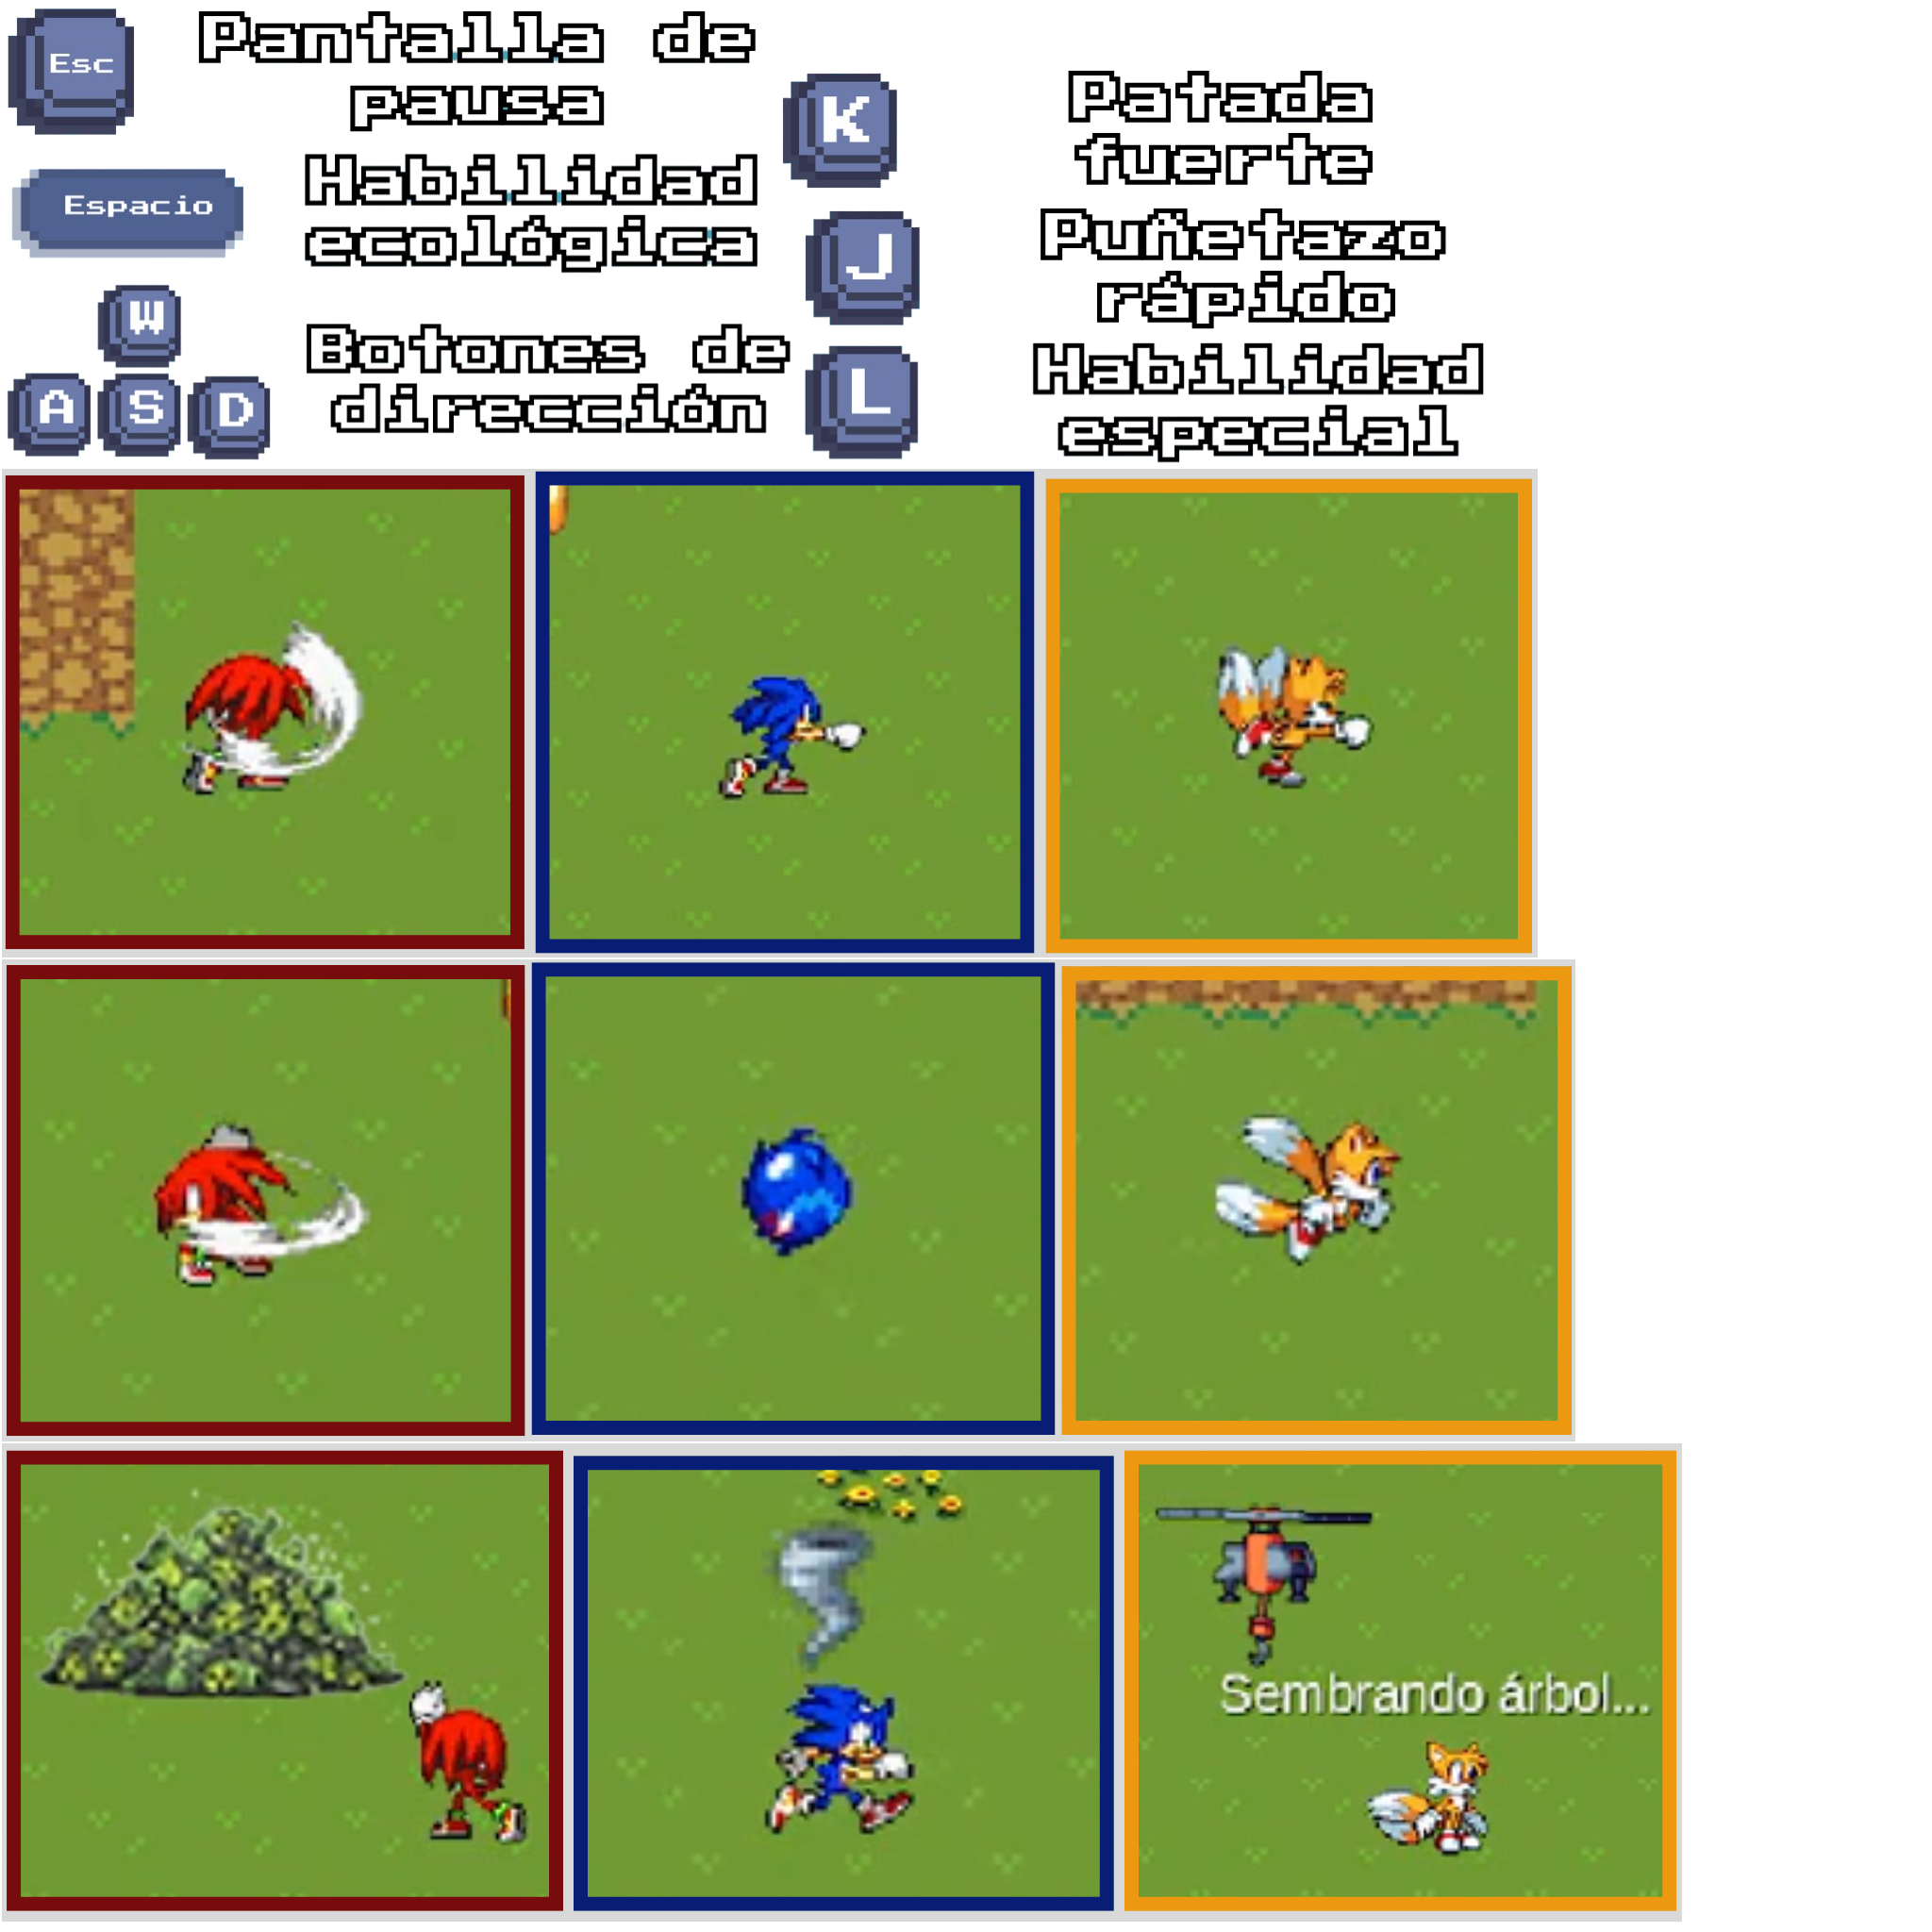 Esc
Pantalla de
pausa
Espacio
Habilidad
ecológica
W
A S D
Botones de
dirección
K
Patada
fuerte
J
Puñetazo
rápido
L
Habilidad
especial
Sembrando árbol...